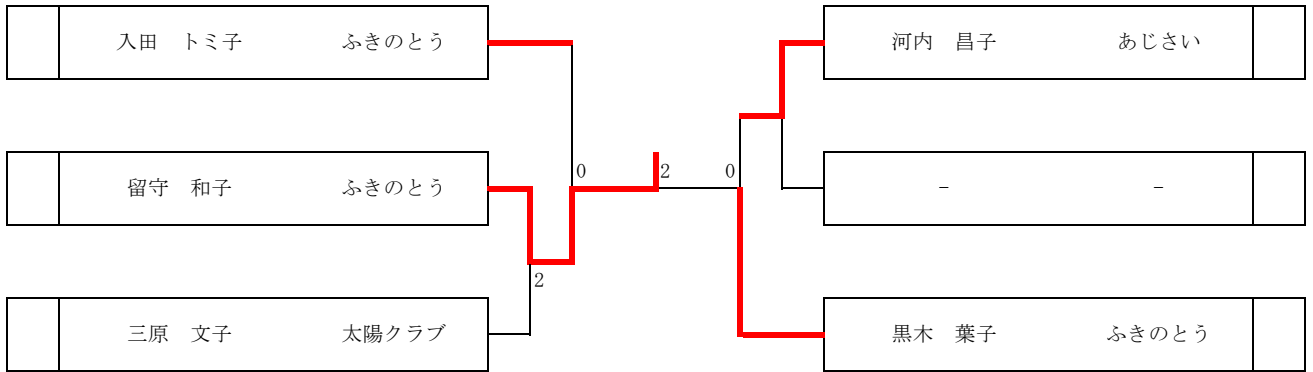 入田　トミ子　ふきのとう
河内　昌子　あじさい
0
2
0
留守　和子　ふきのとう
－　－
2
三原　文子　太陽クラブ
黒木　葉子　ふきのとう